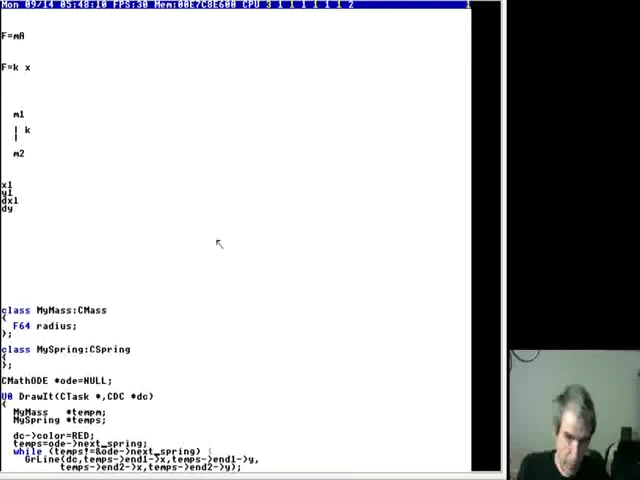 Mon 09/14 05:48:10 FPS:30 Mem:00E7C8E600 CPU 3 1 1 1 1 1 1 2 1
F=mA
F=k x
m1
| k
|
m2
x1
y1
dx1
dy
class MyMass:CMass
{
F64 radius;
};
class MySpring:CSpring
{
};
CMathODE *ode=NULL;
U0 DrawIt(CTask *,CDC *dc)
{
MyMass *tempm;
MySpring *temps;
dc->color=RED;
temps=ode->next_spring;
while (temps!=&ode->next_spring) {
GrLine(dc,temps->end1->x,temps->end1->y,
temps->end2->x,temps->end2->y);